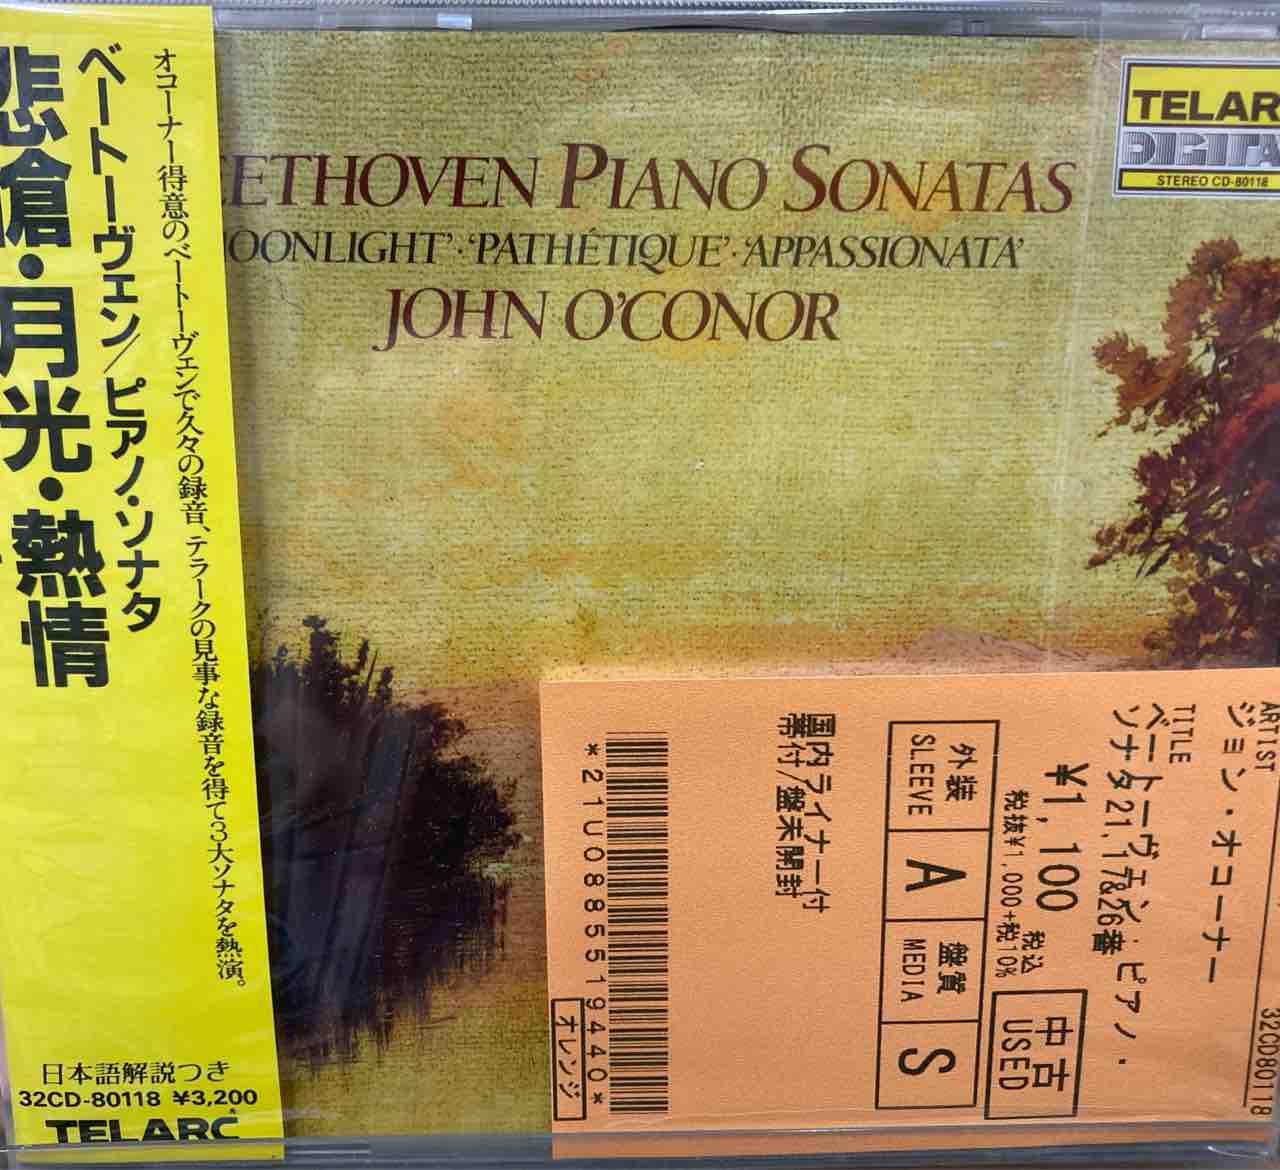 オコーナー得意のベートーヴェンで久々の録音、テラークの見事な録音を得て3大ソナタを熱演。
ベートーヴェン/ピアノ・ソナタ
悲愴・月光・熱情
日本語解説つき
32CD-80118 ¥3,200
TELARC
EETHOVEN PIANO SONATAS
OONLIGHT'·'PATHÉTIQUE'·'APPASSIONATA'
JOHN O'CONOR
TELAR
DIGITA
STEREO CD-80118
ARTIST 32CD80118
ジョン・オコーナー
TITLE
ベートーヴェン:ピアノ・
ソナタ21,17&26番
¥1,100 税込
税抜¥1,000+税10%
中古
USED
外装
SLEEVE
A
盤質
MEDIA
S
国内ライナー付
帯付/盤未開封
*21U088551944​0*
オレンジ